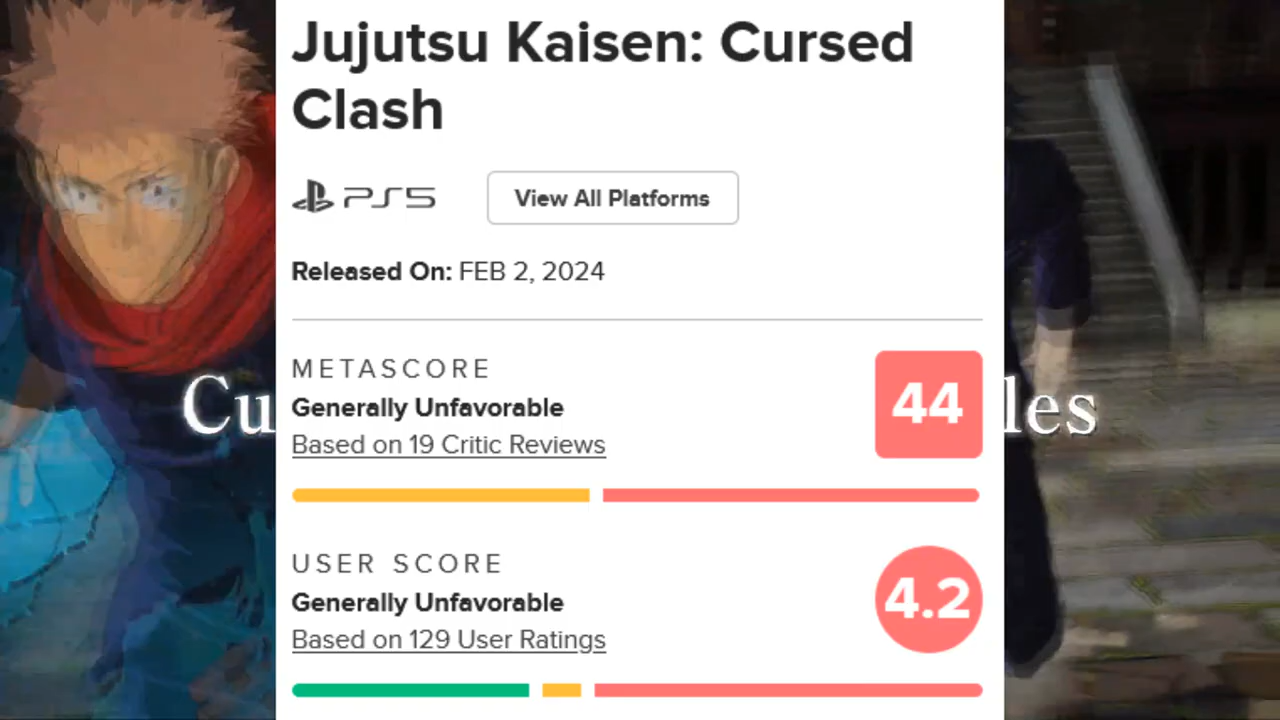 Jujutsu Kaisen: Cursed
Clash
PS5
View All Platforms
Released On: FEB 2, 2024
METASCORE
Generally Unfavorable
Based on 19 Critic Reviews
44
USER SCORE
Generally Unfavorable
Based on 129 User Ratings
4.2